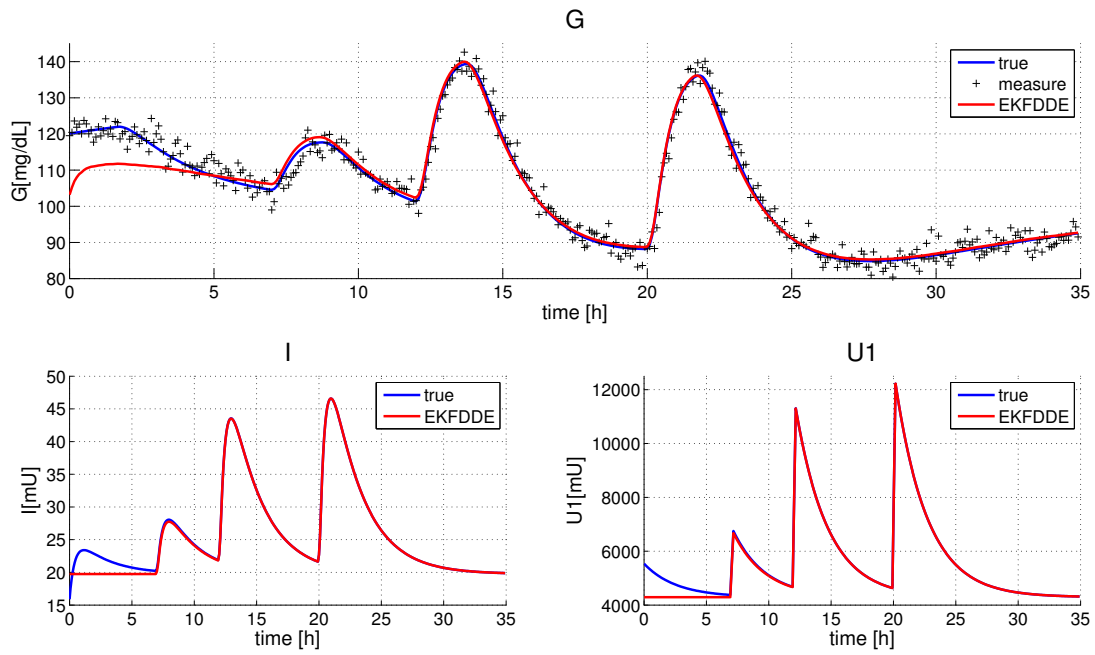 G
G[mg/dL]
140
130
120
110
100
90
80
0 5 10 15 20 25 30 35
time [h]
true
measure
EKFDDE
I
I[mU]
50
45
40
35
30
25
20
15
0 5 10 15 20 25 30 35
time [h]
true
EKFDDE
U1
U1[mU]
12000
10000
8000
6000
4000
0 5 10 15 20 25 30 35
time [h]
true
EKFDDE